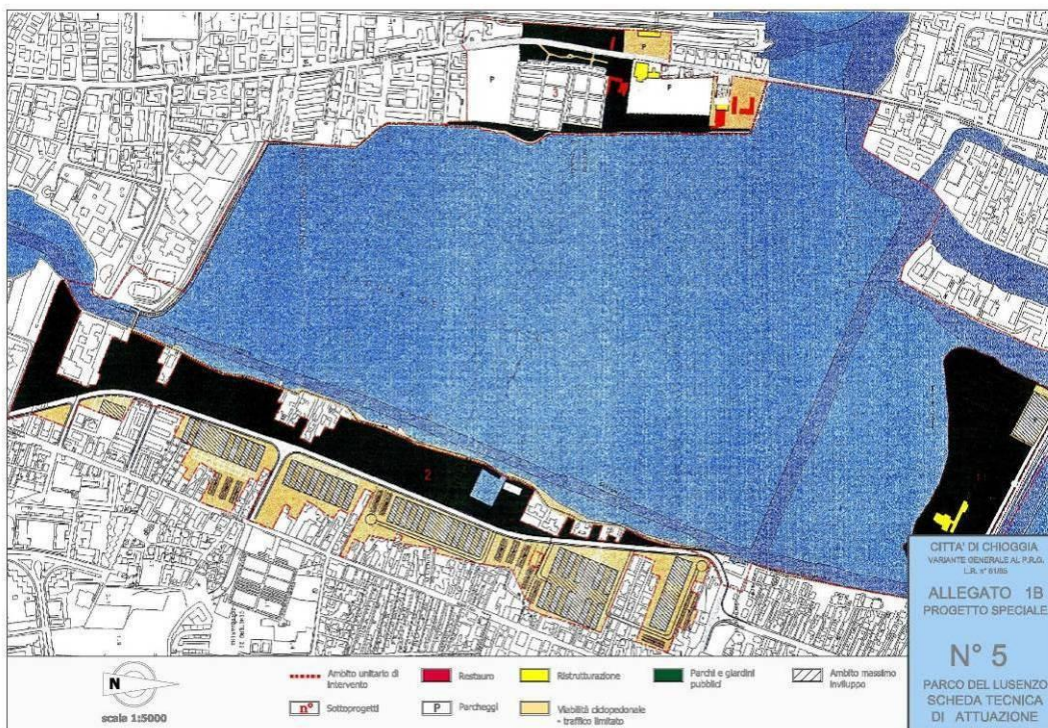 P
P
3
P
2
CITTA' DI CHIOGGIA
VARIANTE GENERALE AL P.R.G.
ALLEGATO 1B
PROGETTO SPECIALE
N° 5
PARCO DEL LUSENZO
SCHEDA TECNICA
DI ATTUAZIONE
N
scale 1:5000
Ambito unitario di
intervento
Restauro
Ristrutturazione
Parchi e giardini
pubblici
Ambito massimo
inviluppo
n°
Sottoprogetti
P
Parcheggi
Viabilità ciclopedonale
- traffico limitato